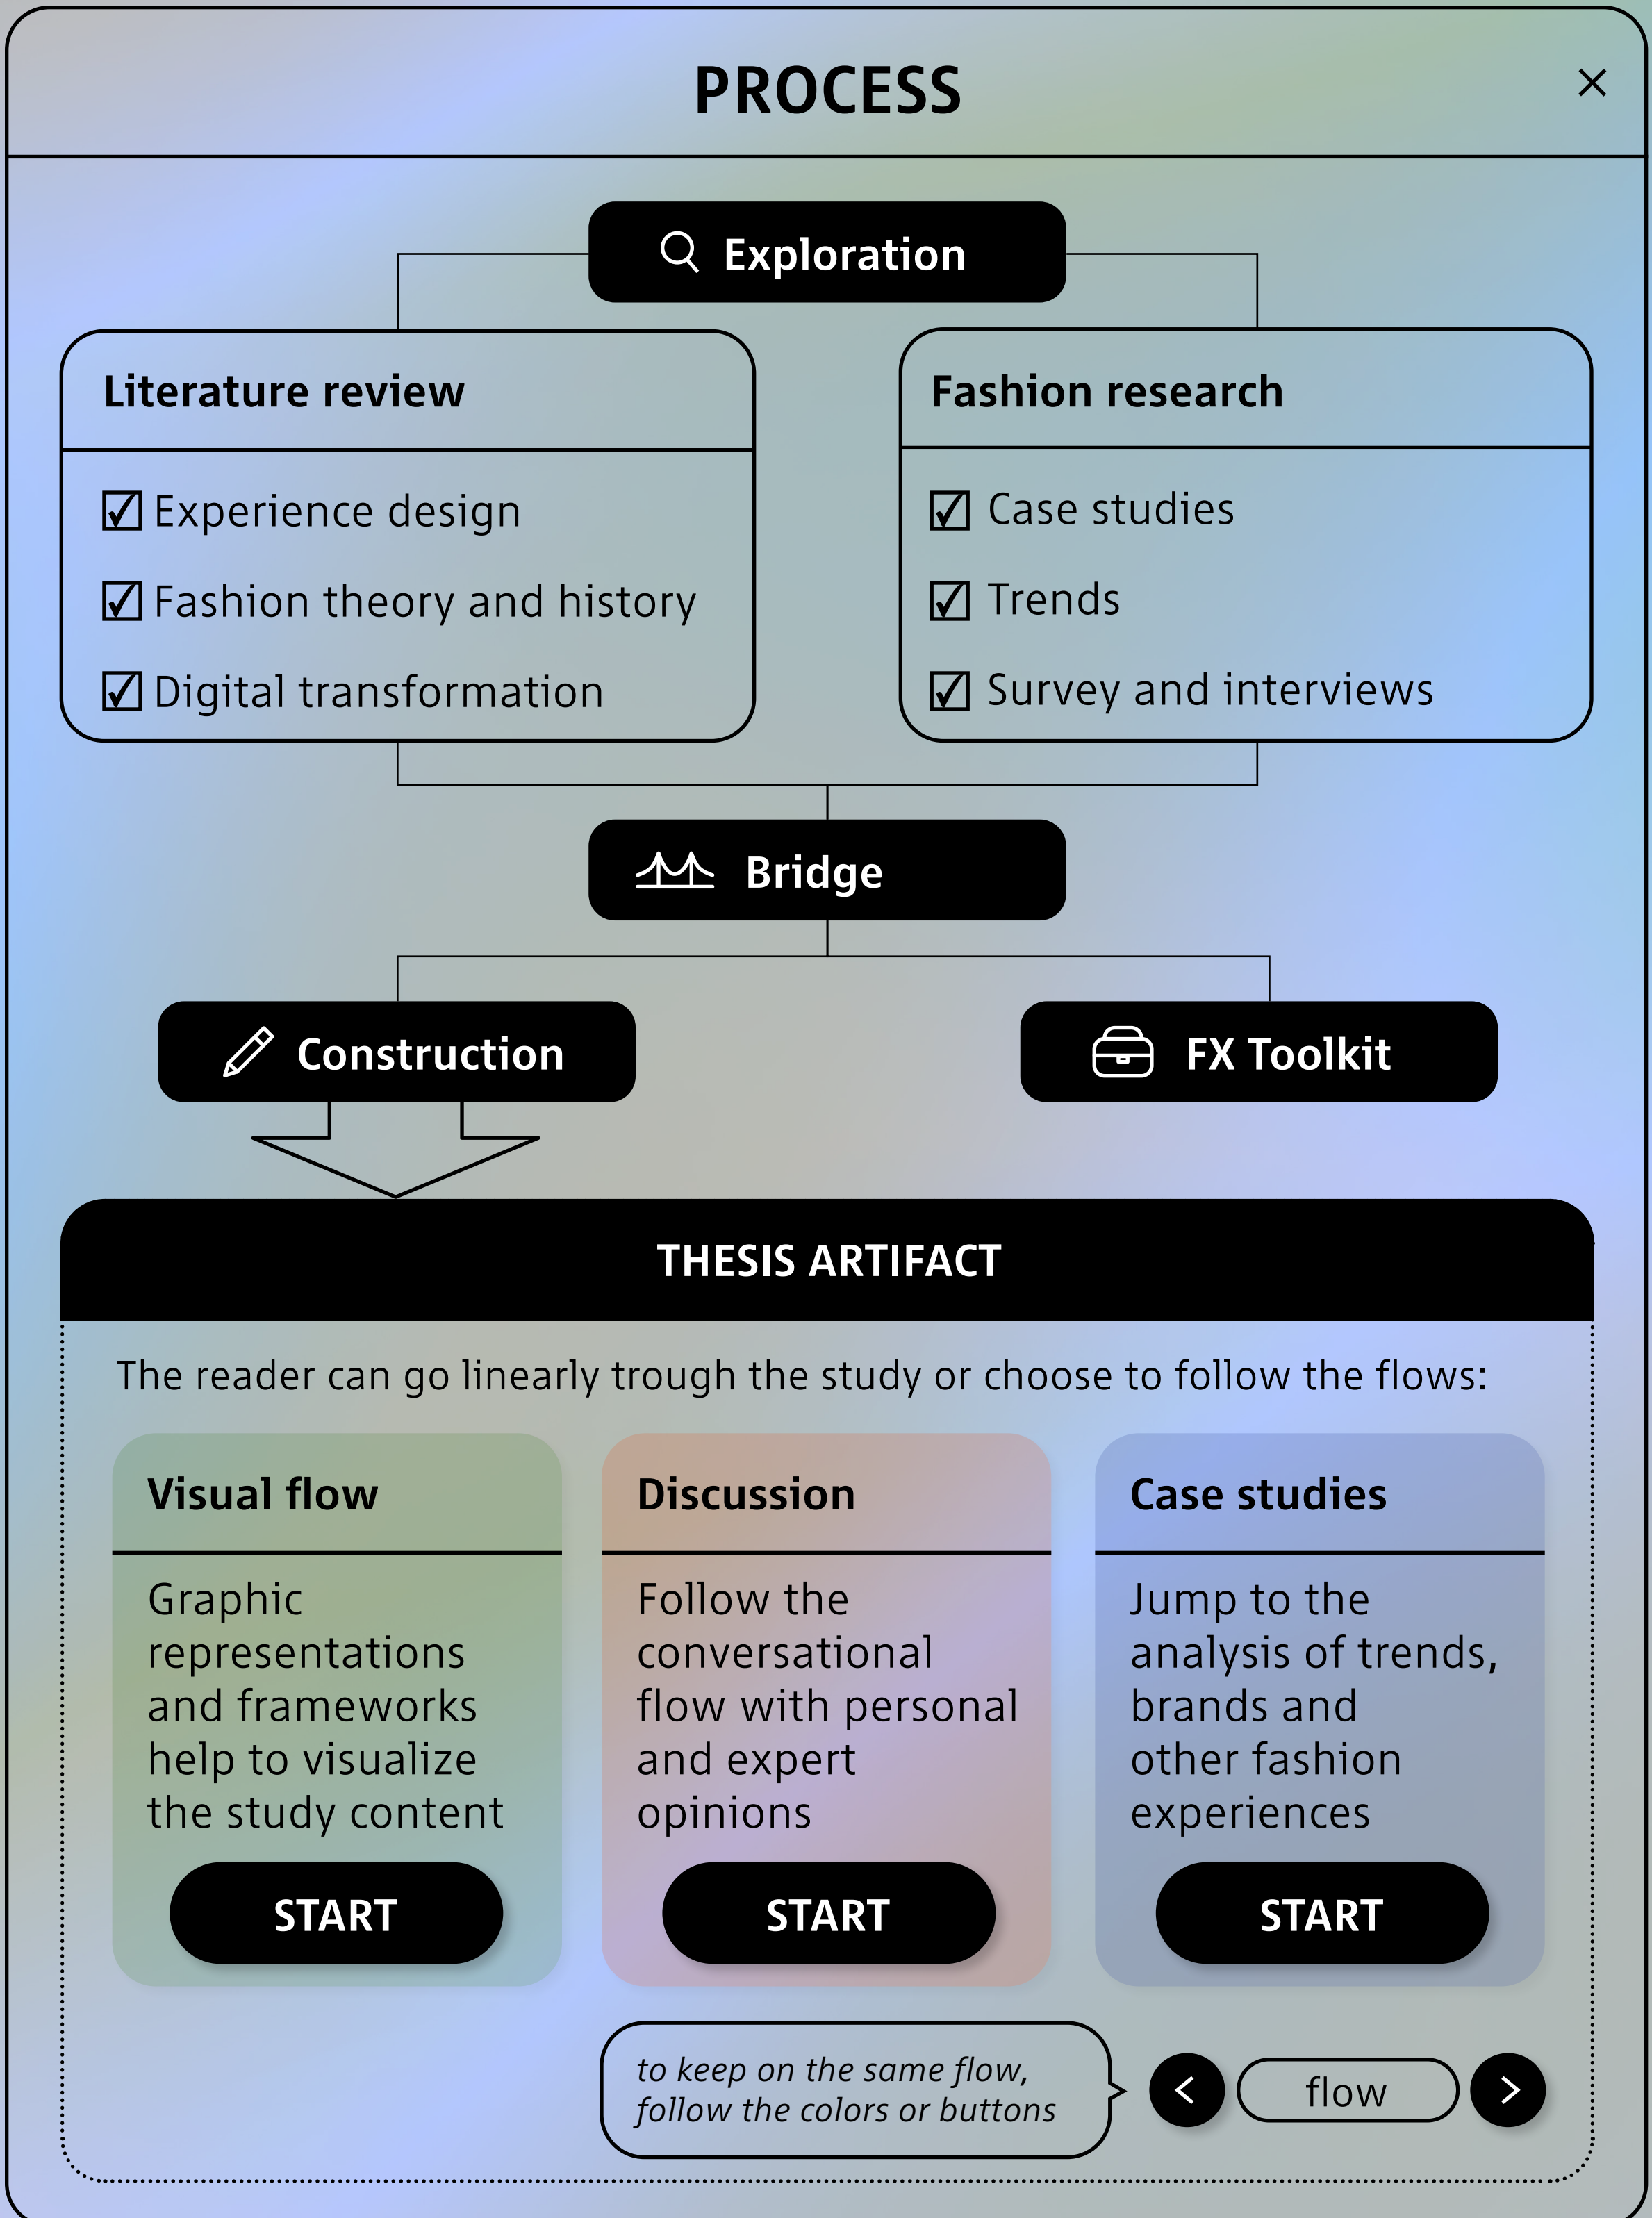 PROCESS
Exploration
Literature review
Experience design
Fashion theory and history
Digital transformation
Fashion research
Case studies
Trends
Survey and interviews
Bridge
Construction
FX Toolkit
THESIS ARTIFACT
The reader can go linearly trough the study or choose to follow the flows:
Visual flow
Graphic
representations
and frameworks
help to visualize
the study content
START
Discussion
Follow the
conversational
flow with personal
and expert
opinions
START
Case studies
Jump to the
analysis of trends,
brands and
other fashion
experiences
START
to keep on the same flow,
follow the colors or buttons
flow